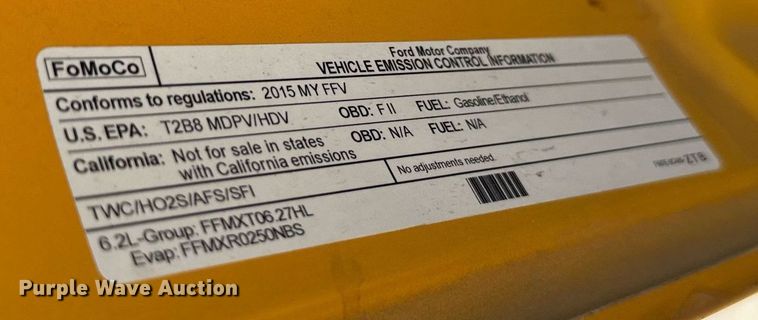 FoMoCo
Ford Motor Company
VEHICLE EMISSION CONTROL INFORMATION
Conforms to regulations: 2015 MY FFV
U.S. EPA: T2B8 MDPV/HDV OBD: F II FUEL: Gasoline/Ethanol
California: Not for sale in states with California emissions OBD: N/A FUEL: N/A
TWC/HO2S/AFS/SFI
No adjustments needed.
6.2L-Group: FFMXT06.27HL
Evap: FFMXR0250NBS
Purple Wave Auction